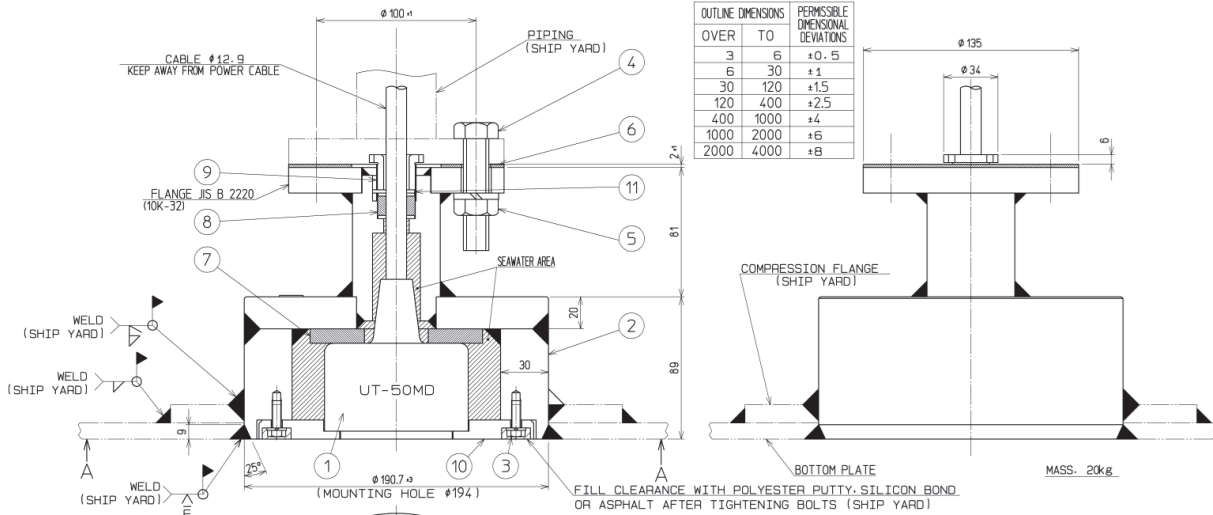 ø100 ±1
PIPING
(SHIP YARD)
CABLE ø12.9
KEEP AWAY FROM POWER CABLE
4
6
9
11
FLANGE JIS B 2220
(10K-32)
8
5
7
SEAWATER AREA
WELD
(SHIP YARD)
20
2
WELD
(SHIP YARD)
30
UT-50MD
9
A
25°
1
10
3
A
WELD
(SHIP YARD)
ø190.7 ±3
(MOUNTING HOLE ø194)
FILL CLEARANCE WITH POLYESTER PUTTY. SILICON BOND
OR ASPHALT AFTER TIGHTENING BOLTS (SHIP YARD)
2±1
81
89
OUTLINE DIMENSIONS PERMISSIBLE
DIMENSIONAL
DEVIATIONS
OVER TO
3 6 ±0.5
6 30 ±1
30 120 ±1.5
120 400 ±2.5
400 1000 ±4
1000 2000 ±6
2000 4000 ±8
ø135
ø34
6
COMPRESSION FLANGE
(SHIP YARD)
BOTTOM PLATE
MASS. 20kg